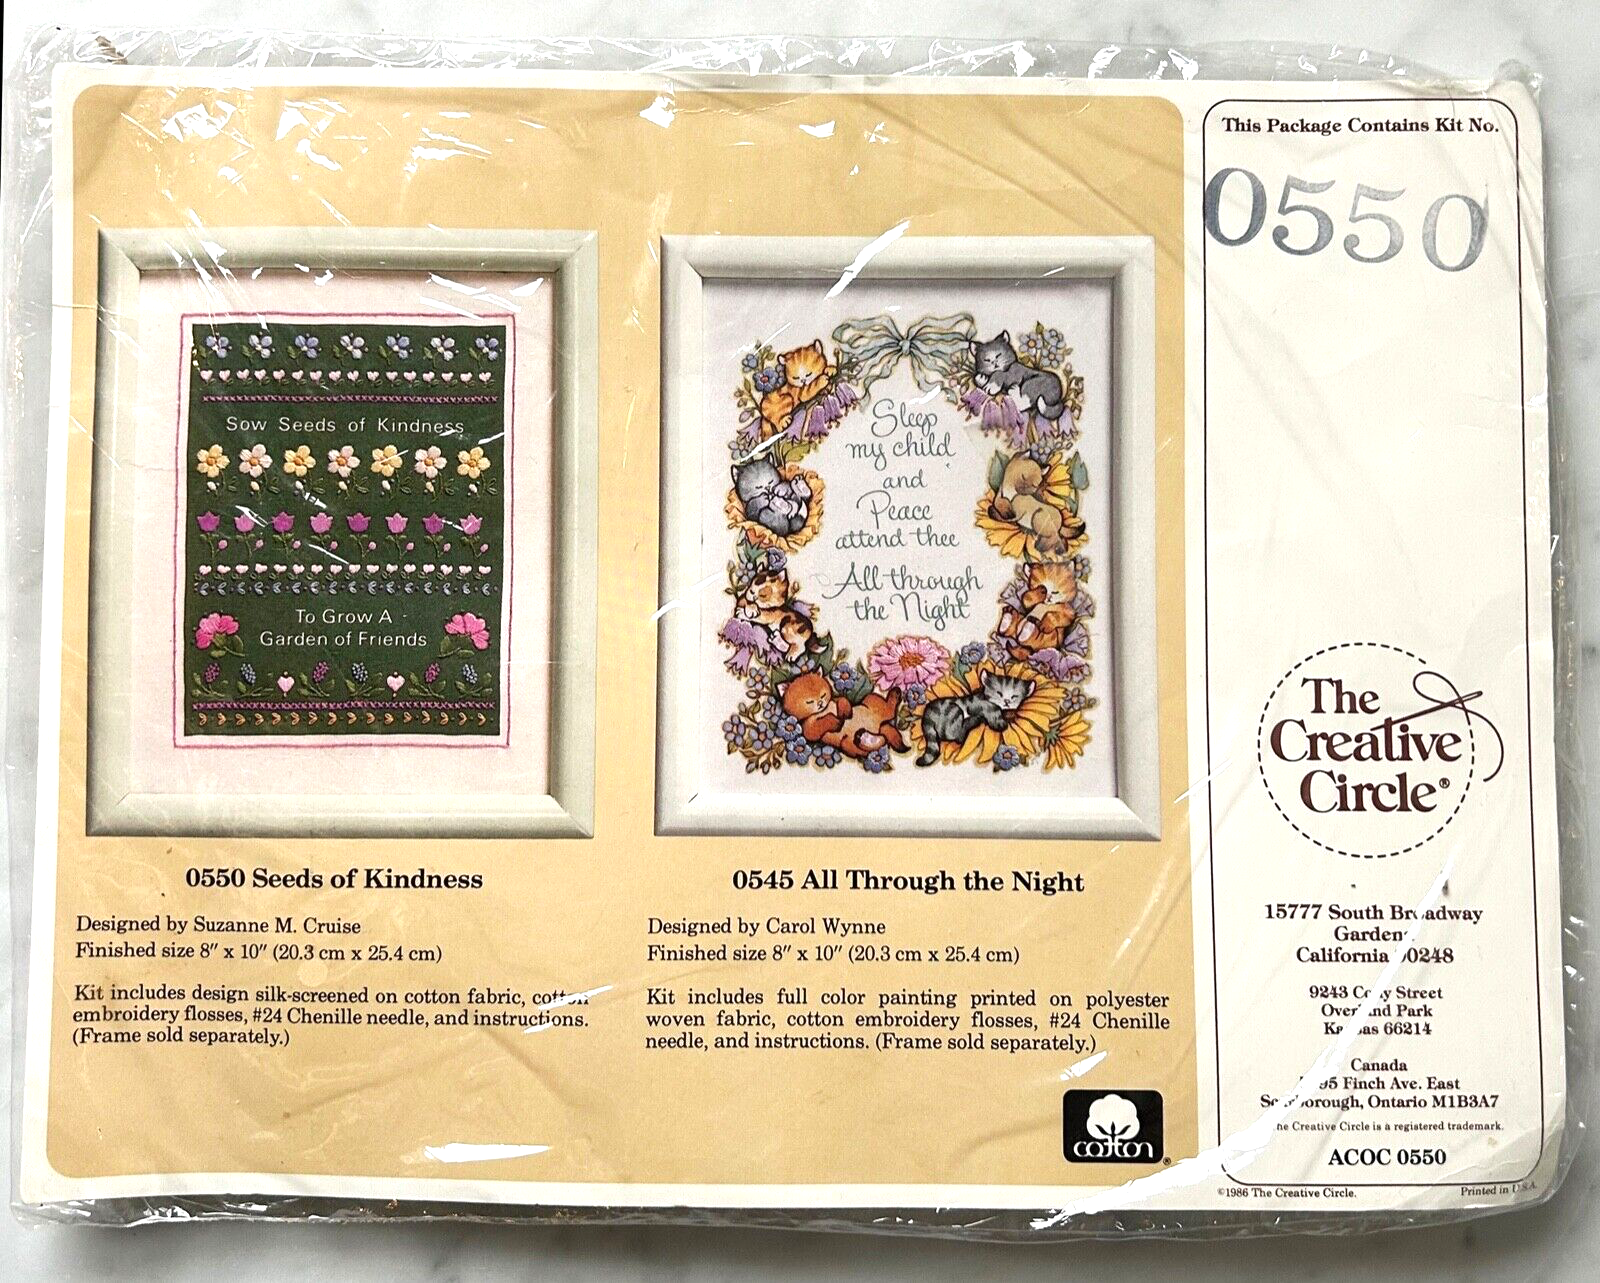 This Package Contains Kit No.
0550
Sow Seeds of Kindness
To Grow A
Garden of Friends
Sleep
my child
and
Peace
attend thee
All through
the Night
0550 Seeds of Kindness
Designed by Suzanne M. Cruise
Finished size 8" x 10" (20.3 cm x 25.4 cm)
Kit includes design silk-screened on cotton fabric, cotton
embroidery flosses, #24 Chenille needle, and instructions.
(Frame sold separately.)
0545 All Through the Night
Designed by Carol Wynne
Finished size 8" x 10" (20.3 cm x 25.4 cm)
Kit includes full color painting printed on polyester
woven fabric, cotton embroidery flosses, #24 Chenille
needle, and instructions. (Frame sold separately.)
cotton®
The
Creative
Circle®
15777 South Broadway
Gardena
California
9243 Street
Overland Park
Kansas 66214
Canada
Finch Ave. East
Scarborough, Ontario M1B3A7
The Creative Circle is a registered trademark.
ACOC 0550
©1986 The Creative Circle.
Printed in U.S.A.